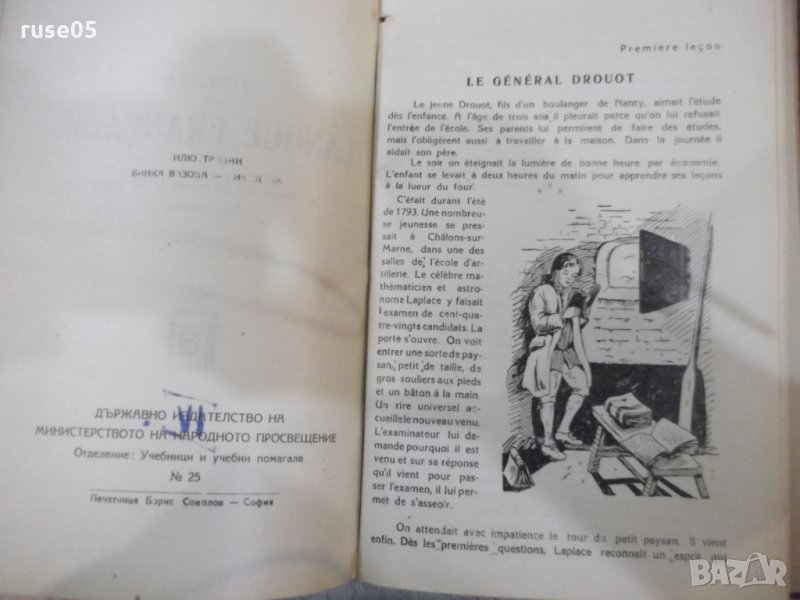 ruse05
ИЛЮСТРАЦИИ
БИНКА ВАЗОВА
ДЪРЖАВНО ИЗДАТЕЛСТВО НА
МИНИСТЕРСТВОТО НА НАРОДНОТО ПРОСВЕЩЕНИЕ
Отделение: Учебници и учебни помагала
№ 25
Печатница Борис Соколов — София
Première leçon
LE GÉNÉRAL DROUOT
Le jeune Drouot, fils d'un boulanger de Nancy, aimait l'étude
dès l'enfance. A l'âge de trois ans il pleurait parce qu'on lui refusait
l'entrée de l'école. Ses parents lui permirent de faire des études,
mais l'obligèrent aussi à travailler à la maison. Dans la journée il
aidait son père.
Le soir on éteignait la lumière de bonne heure par économie.
L'enfant se levait à deux heures du matin pour apprendre ses leçons
à la lueur du four.
C'était durant l'été
de 1793. Une nombreu-
se jeunesse se pres-
sait à Châlons-sur-
Marne, dans une des
salles de l'école d'ar-
tillerie. Le célèbre ma-
thématicien et astro-
nome Laplace y faisait
l'examen de cent-qua-
tre-vingts candidats. La
porte s'ouvre. On voit
entrer une sorte de pay-
san, petit de taille, de
gros souliers aux pieds
et un bâton à la main.
Un rire universel ac-
cueille le nouveau venu.
L'examinateur lui de-
mande pourquoi il est
venu et sur sa réponse
qu'il vient pour pas-
ser l'examen, il lui per-
met de s'asseoir.
On attendait avec impatience le tour du petit paysan. Il vient
enfin. Dès les premières questions, Laplace reconnaît un esprit qui
BAZAR
bazar.bg